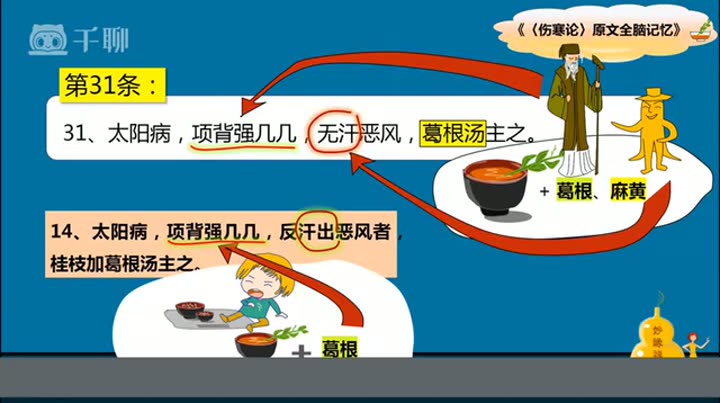 千聊
《〈伤寒论〉原文全脑记忆》
第31条：
31、太阳病，项背强几几，无汗恶风，葛根汤主之。
+ 葛根、麻黄
14、太阳病，项背强几几，反汗出恶风者，
桂枝加葛根汤主之。
+ 葛根